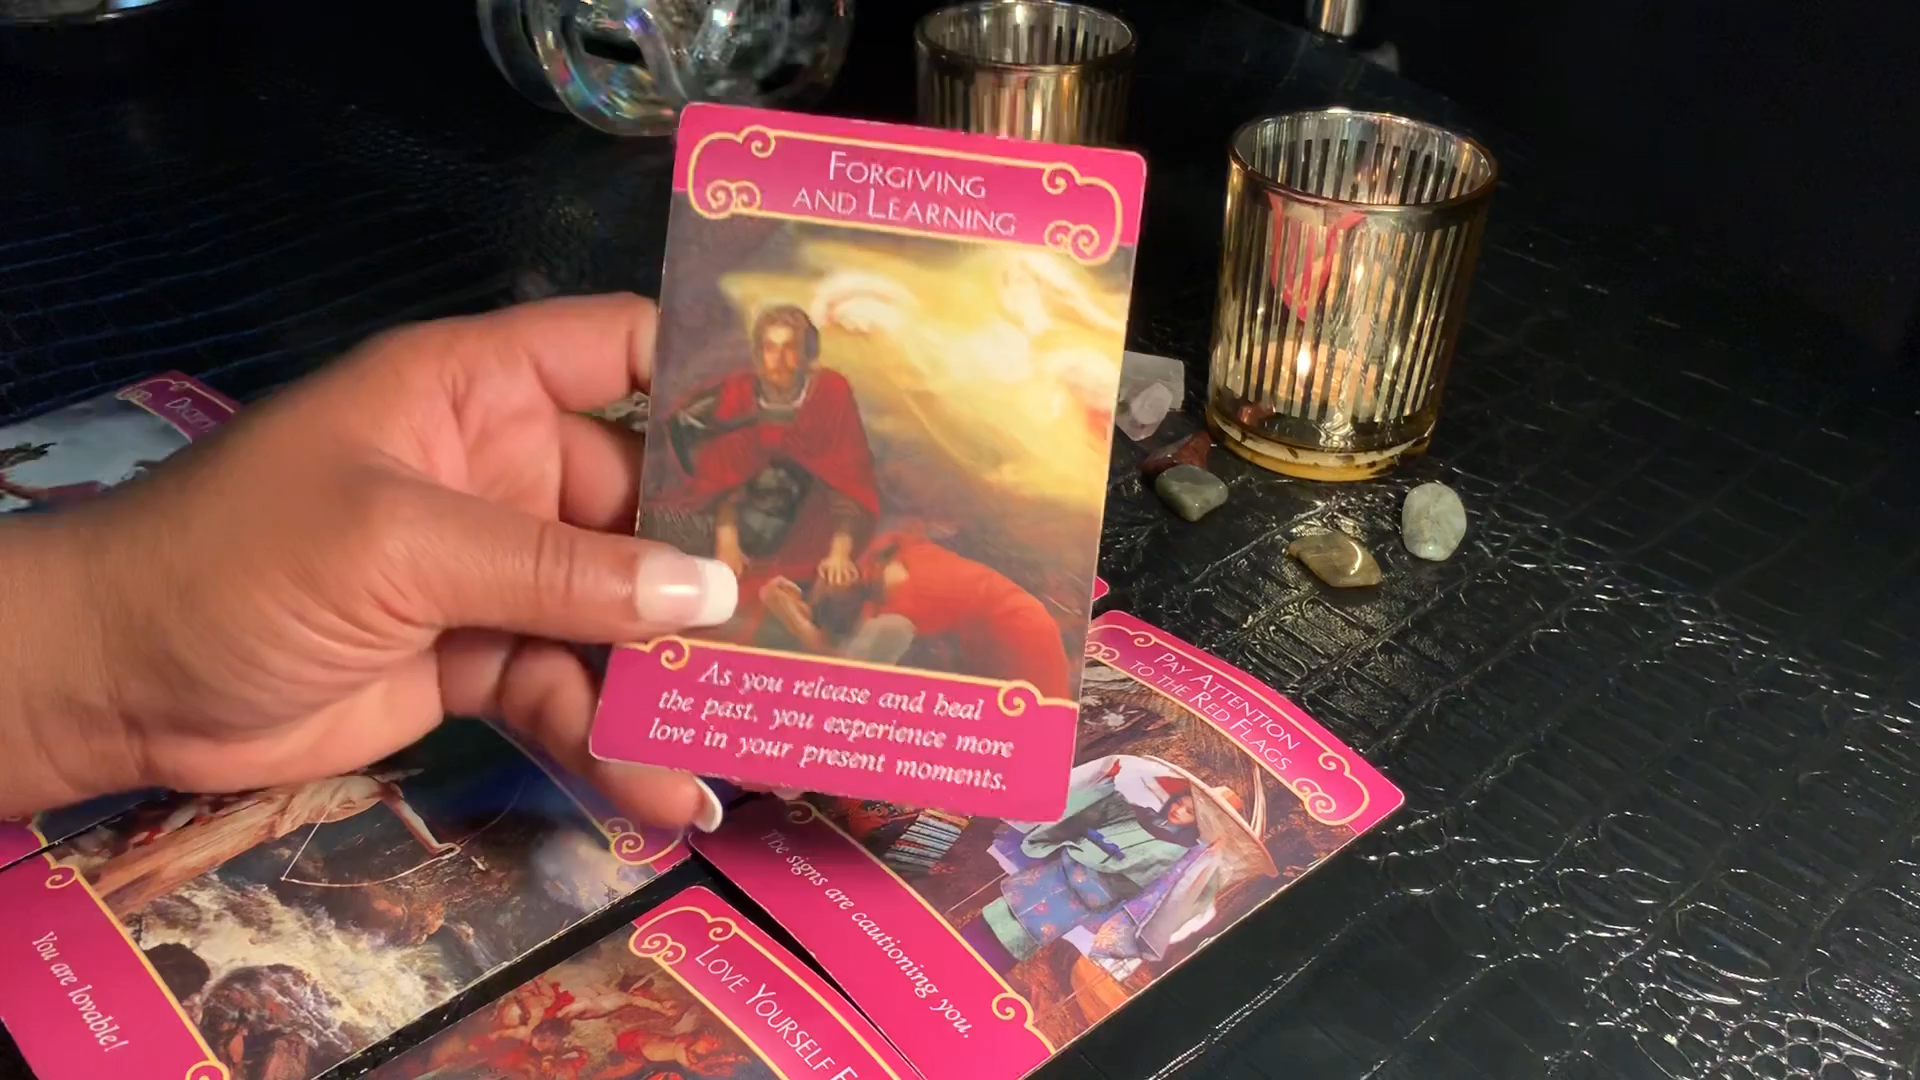 FORGIVING
AND LEARNING
As you release and heal
the past, you experience more
love in your present moments.
PAY ATTENTION
TO THE RED FLAGS
The signs are cautioning you.
You are lovable!
LOVE YOURSELF